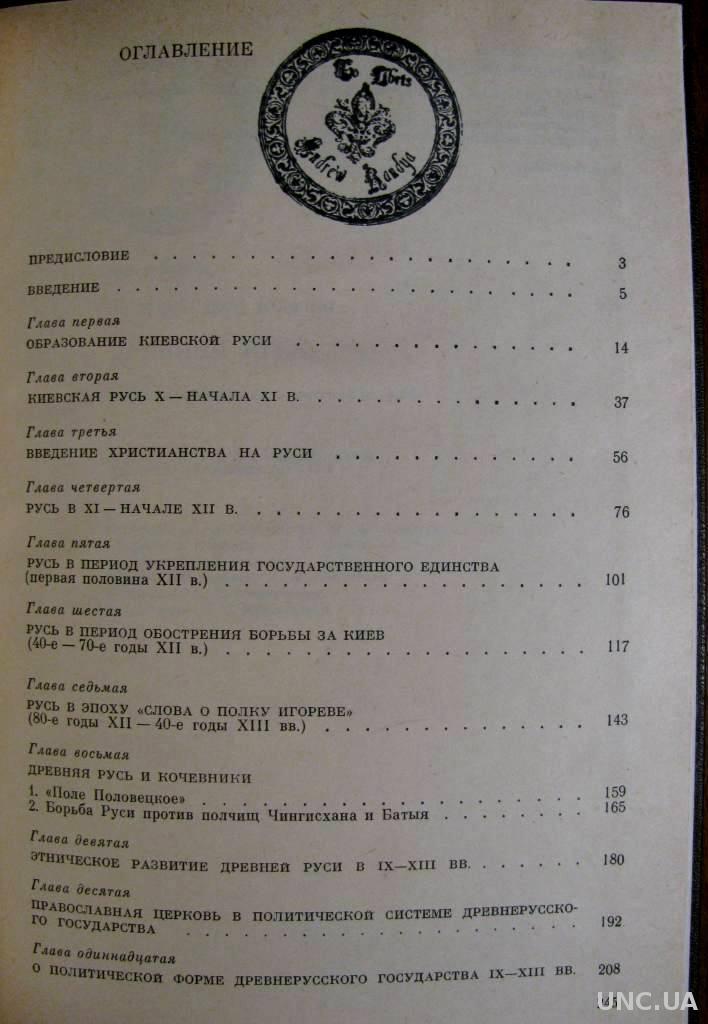 ОГЛАВЛЕНИЕ
Andrew
ПРЕДИСЛОВИЕ . . . . . . . . . . . . . . . . . 3
ВВЕДЕНИЕ . . . . . . . . . . . . . . . . . . . 5
Глава первая
ОБРАЗОВАНИЕ КИЕВСКОЙ РУСИ . . . . . . . . . . . . 14
Глава вторая
КИЕВСКАЯ РУСЬ X — НАЧАЛА XI В. . . . . . . . . . . . 37
Глава третья
ВВЕДЕНИЕ ХРИСТИАНСТВА НА РУСИ . . . . . . . . . . 56
Глава четвертая
РУСЬ В XI — НАЧАЛЕ XII В. . . . . . . . . . . . . . 76
Глава пятая
РУСЬ В ПЕРИОД УКРЕПЛЕНИЯ ГОСУДАРСТВЕННОГО ЕДИНСТВА
(первая половина XII в.) . . . . . . . . . . . . . . . 101
Глава шестая
РУСЬ В ПЕРИОД ОБОСТРЕНИЯ БОРЬБЫ ЗА КИЕВ
(40-е — 70-е годы XII в.) . . . . . . . . . . . . . . . 117
Глава седьмая
РУСЬ В ЭПОХУ «СЛОВА О ПОЛКУ ИГОРЕВЕ»
(80-е годы XII — 40-е годы XIII вв.) . . . . . . . . . . . 143
Глава восьмая
ДРЕВНЯЯ РУСЬ И КОЧЕВНИКИ
1. «Поле Половецкое» . . . . . . . . . . . . . . . . 159
2. Борьба Руси против полчищ Чингисхана и Батыя . . . . . . . 165
Глава девятая
ЭТНИЧЕСКОЕ РАЗВИТИЕ ДРЕВНЕЙ РУСИ В IX—XIII ВВ. . . . . . 180
Глава десятая
ПРАВОСЛАВНАЯ ЦЕРКОВЬ В ПОЛИТИЧЕСКОЙ СИСТЕМЕ ДРЕВНЕРУССКО-
ГО ГОСУДАРСТВА . . . . . . . . . . . . . . . . . 192
Глава одиннадцатая
О ПОЛИТИЧЕСКОЙ ФОРМЕ ДРЕВНЕРУССКОГО ГОСУДАРСТВА IX—XIII ВВ. 208
UNC.UA